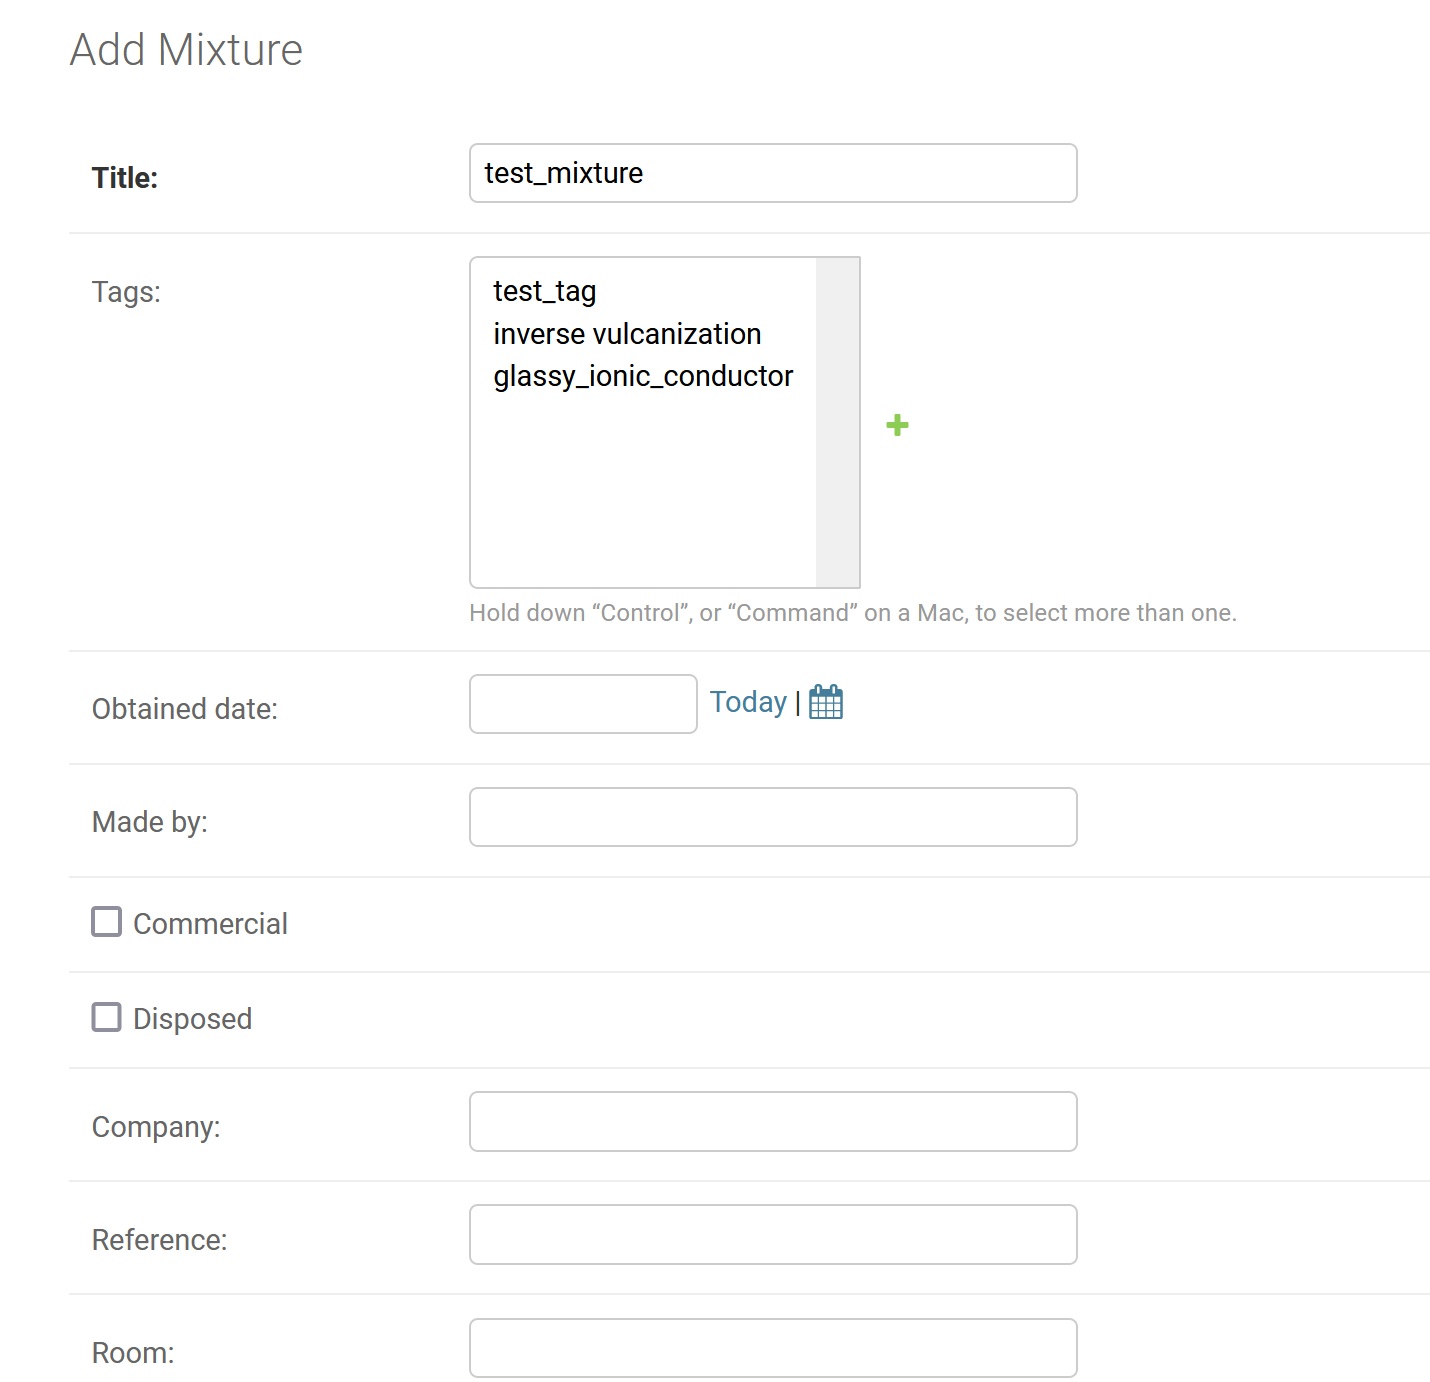 Add Mixture
Title: test_mixture
Tags: test_tag
inverse vulcanization
glassy_ionic_conductor
Hold down “Control”, or “Command” on a Mac, to select more than one.
Obtained date: Today |
Made by:
Commercial
Disposed
Company:
Reference:
Room: